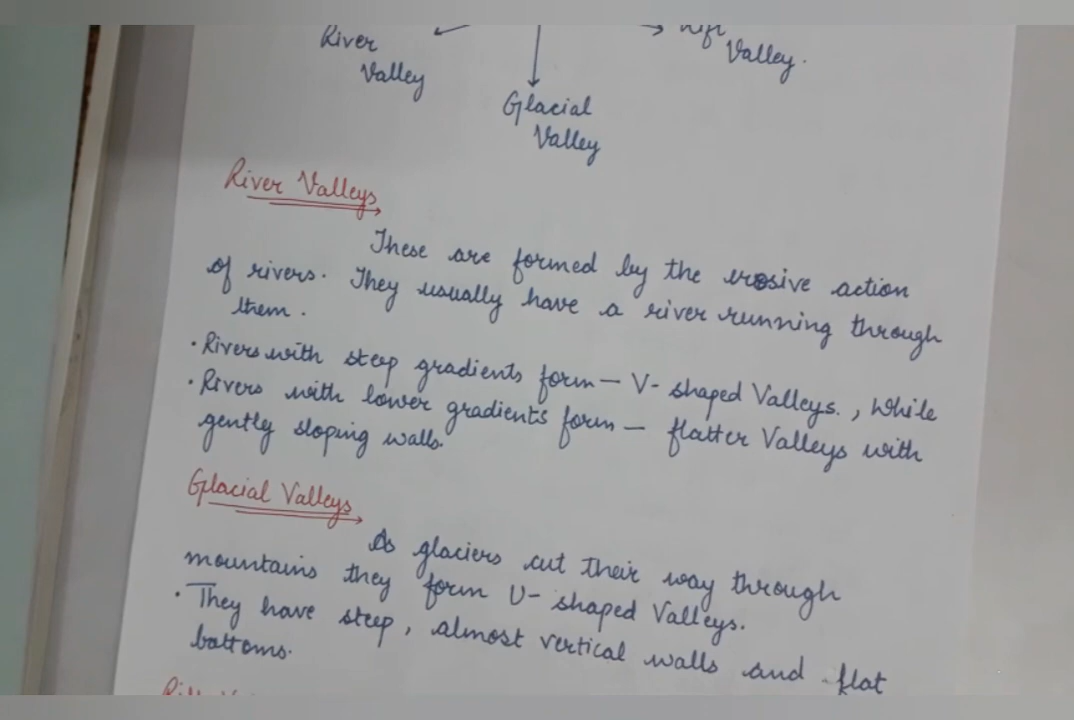 River
Valley
Glacial
Valley
Valley.
River Valleys
These are formed by the erosive action
of rivers. They usually have a river running through
them.
• Rivers with steep gradients form — V- shaped Valleys. , While
• Rivers with lower gradients form — flatter Valleys with
gently sloping walls.
Glacial Valleys
As glaciers cut their way through
mountains they form U- shaped Valleys.
• They have steep, almost vertical walls and flat
bottoms.